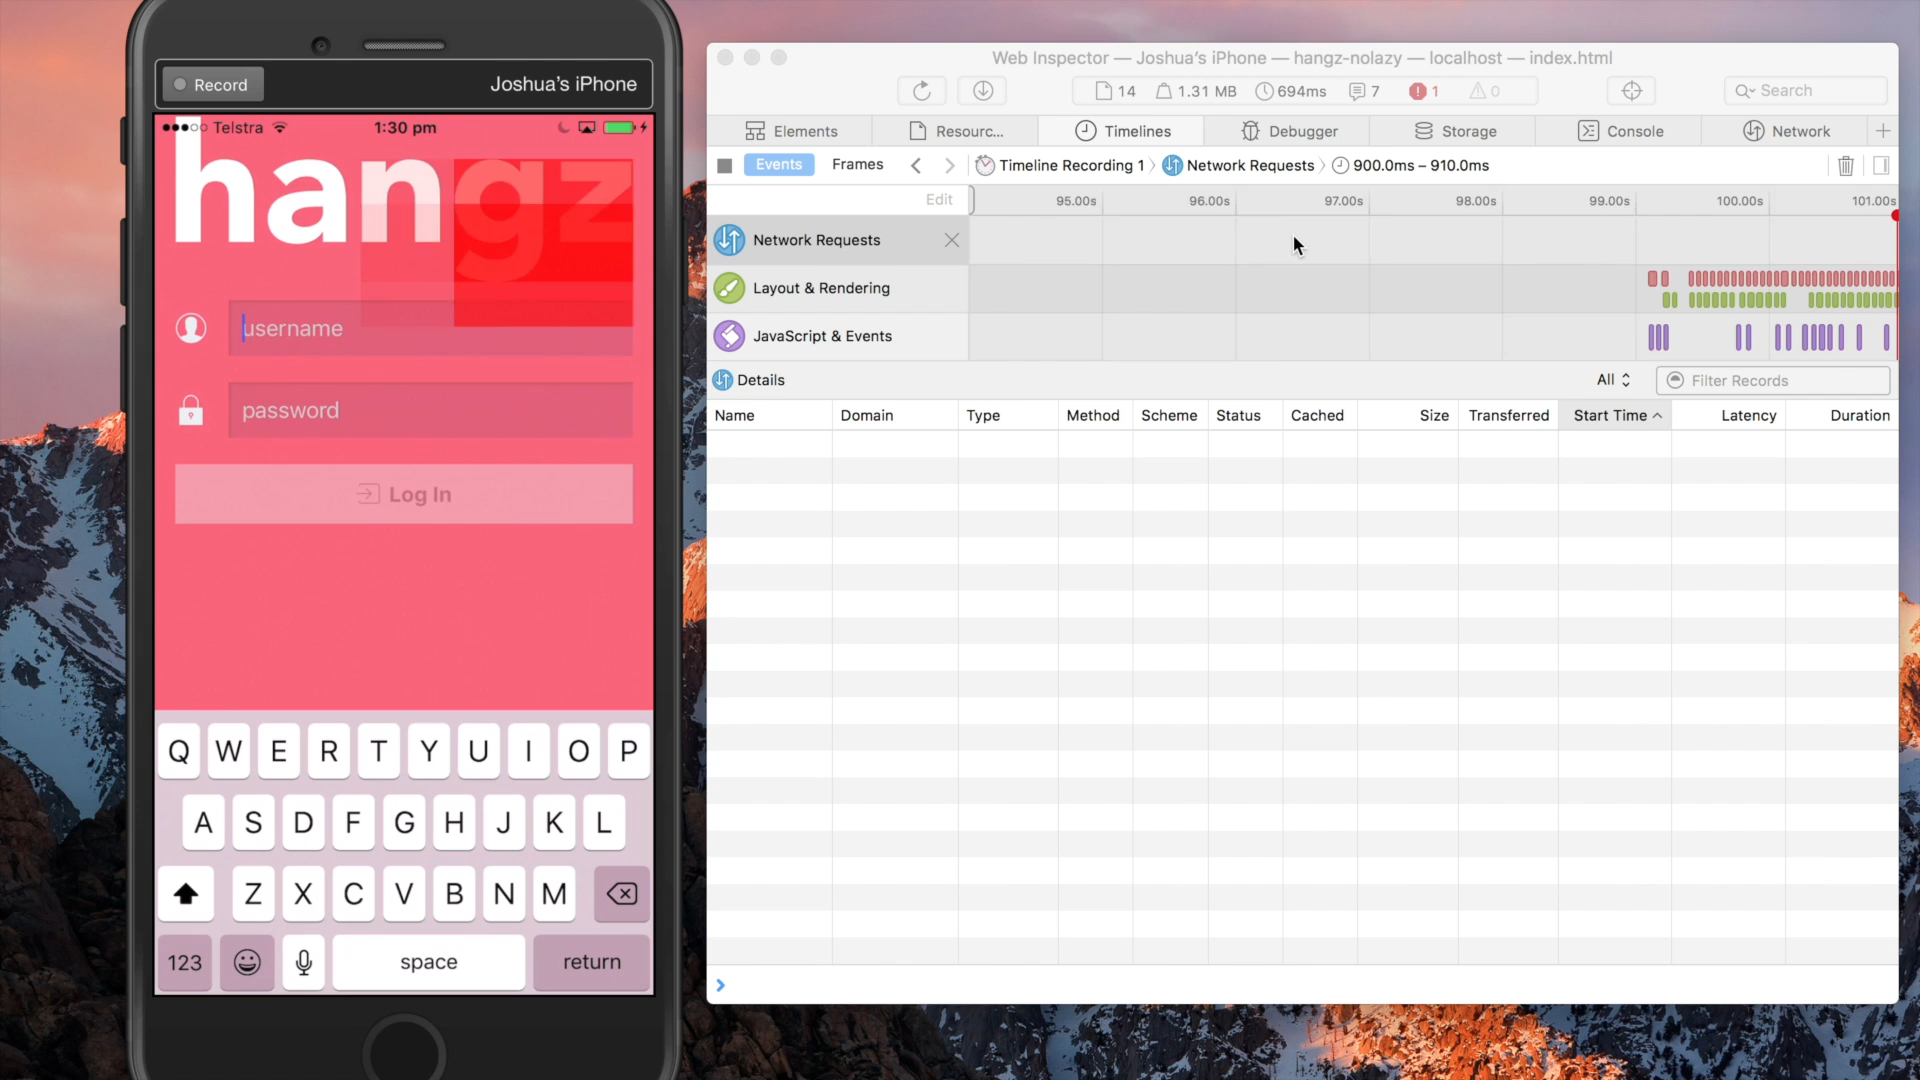 Record
Joshua's iPhone
Telstra
1:30 pm
hangz
username
password
Log In
Q W E R T Y U I O P
A S D F G H J K L
Z X C V B N M
123
space
return
Web Inspector — Joshua's iPhone — hangz-nolazy — localhost — index.html
14
1.31 MB
694ms
7
1
0
Search
Elements
Resourc...
Timelines
Debugger
Storage
Console
Network
Events
Frames
Timeline Recording 1
Network Requests
900.0ms – 910.0ms
Edit
95.00s
96.00s
97.00s
98.00s
99.00s
100.00s
101.00s
Network Requests
Layout & Rendering
JavaScript & Events
Details
All
Filter Records
Name
Domain
Type
Method
Scheme
Status
Cached
Size
Transferred
Start Time
Latency
Duration